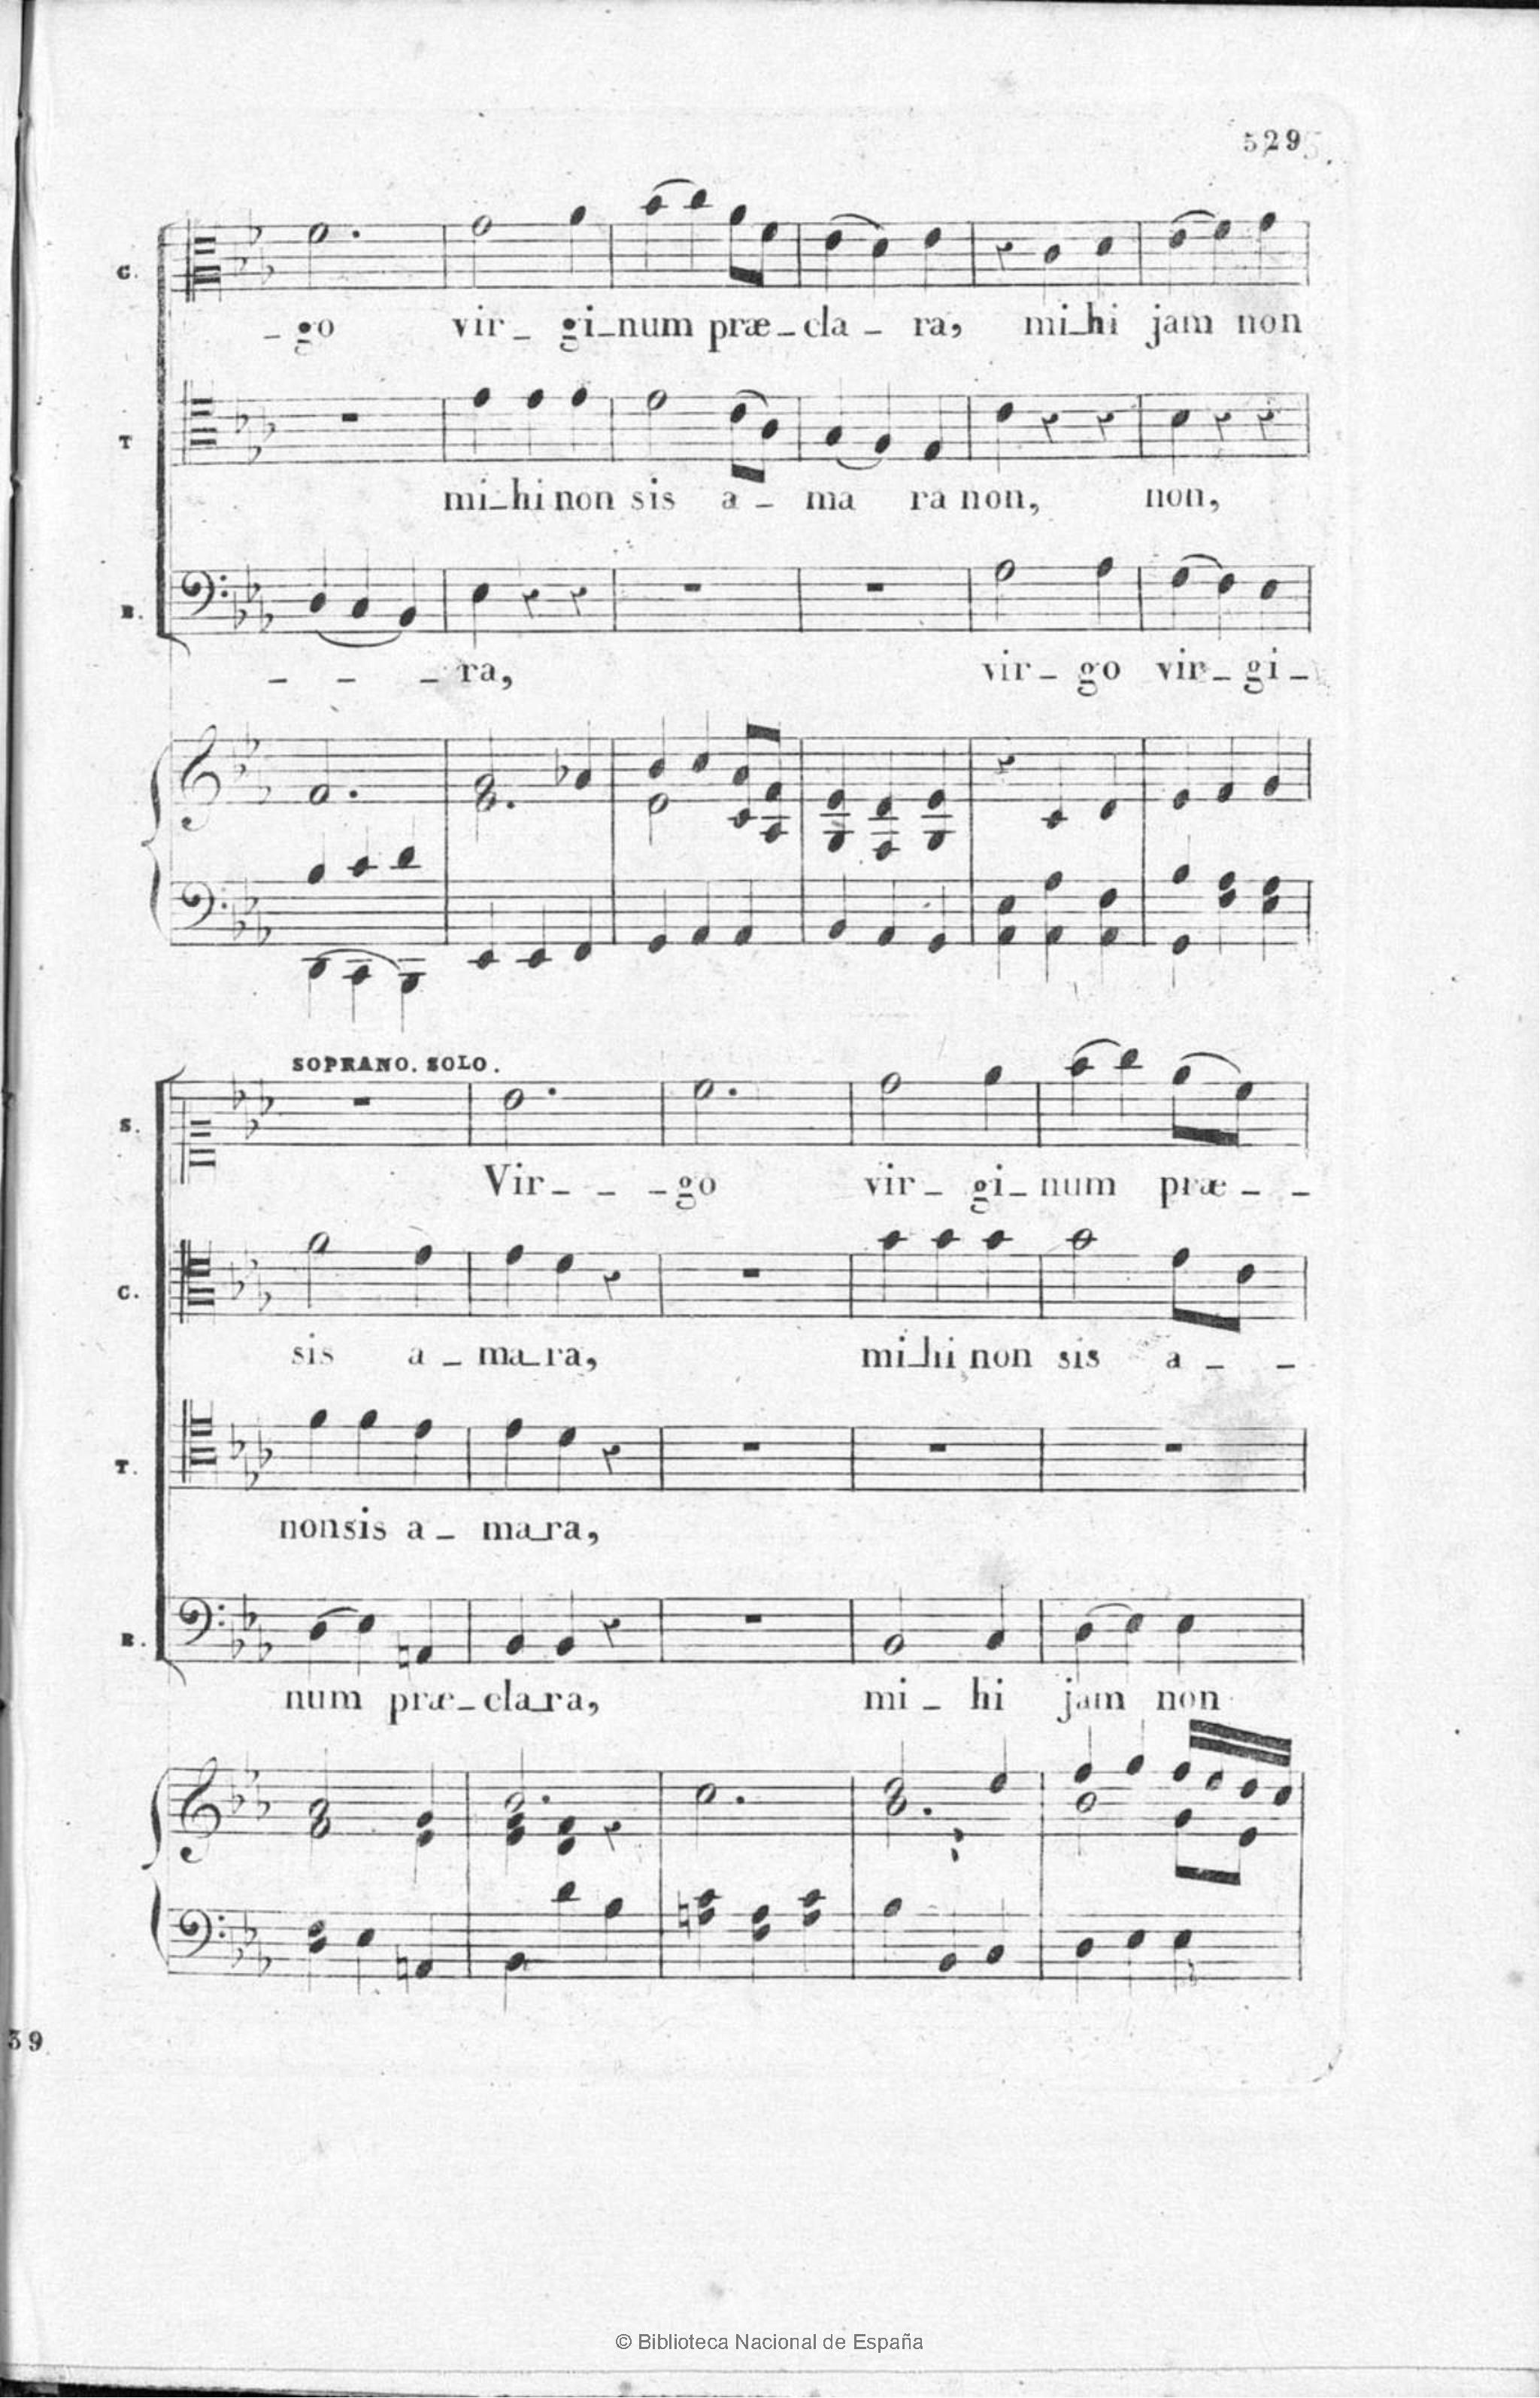 529
C.
- go vir - gi - num præ - cla - ra, mi - hi jam non
T
mi - hi non sis a - ma ra non, non,
B.
- - - ra, vir - go vir - gi -
SOPRANO. SOLO.
S.
Vir - - - go vir - gi - num præ - -
C.
sis a - ma - ra, mi - hi non sis a - -
T.
non sis a - ma - ra,
B.
num præ - cla - ra, mi - hi jam non
39
© Biblioteca Nacional de España